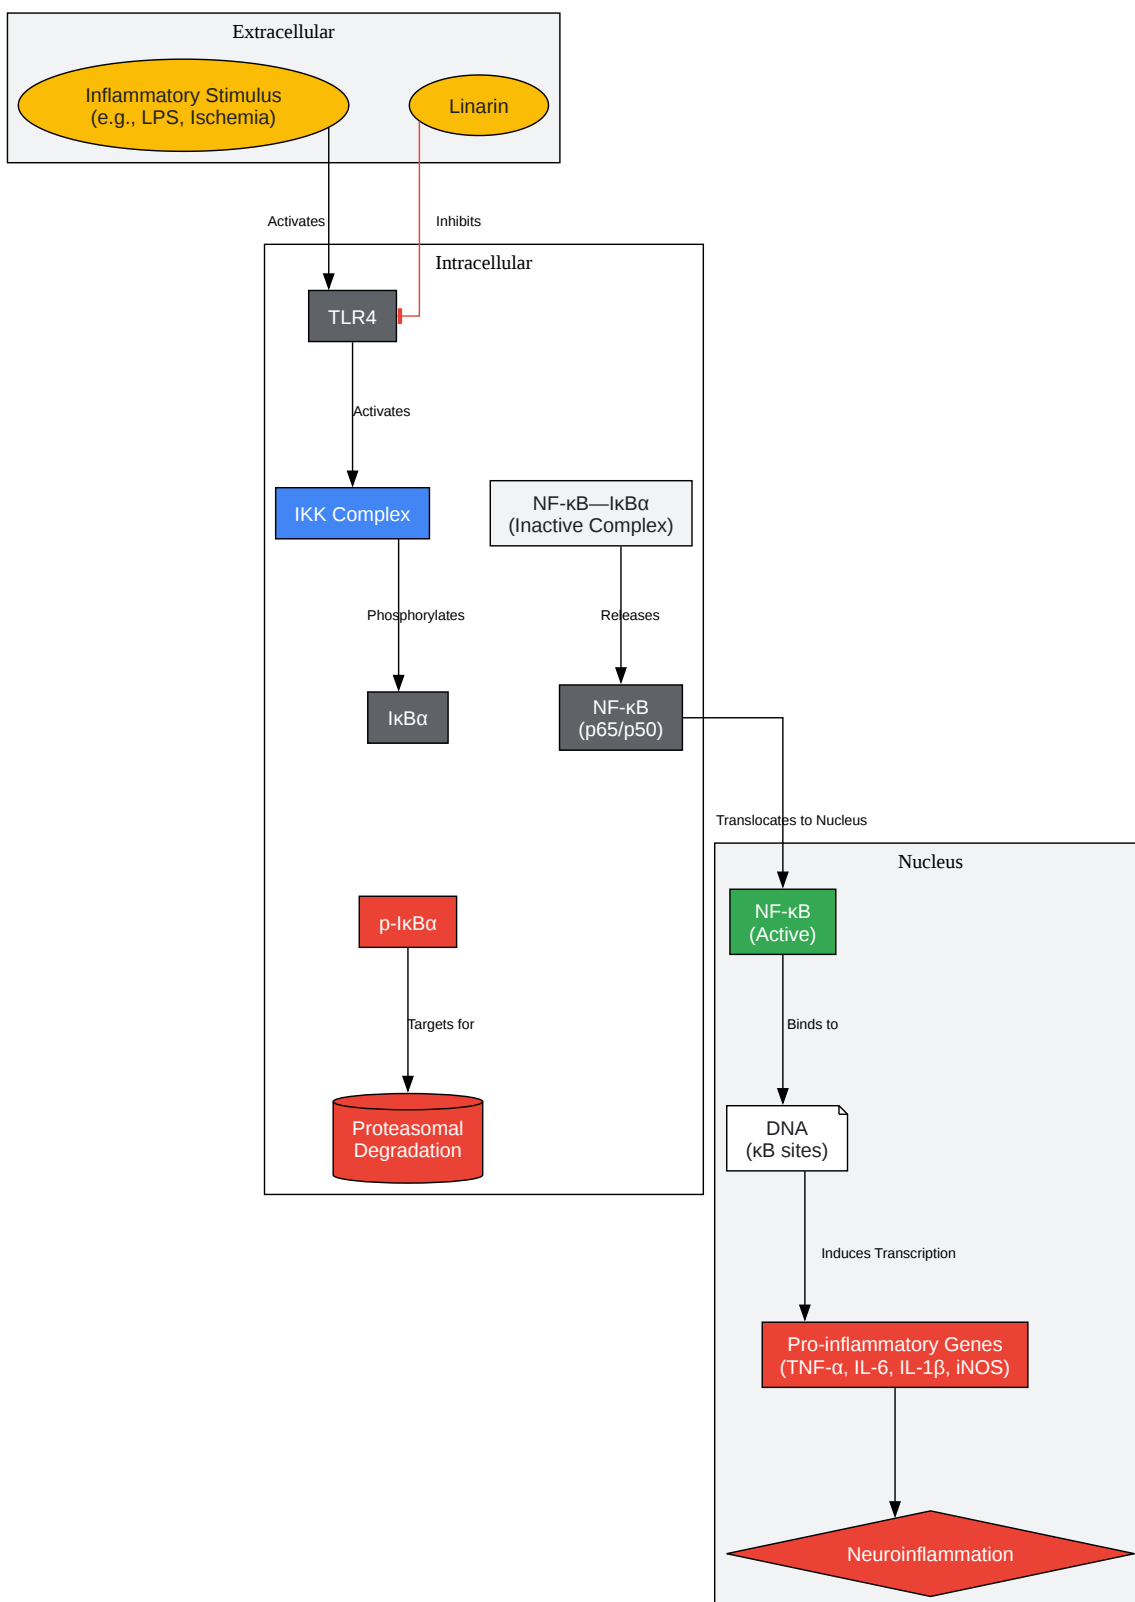 Extracellular
Inflammatory Stimulus
(e.g., LPS, Ischemia)
Linarin
Activates
Inhibits
Intracellular
TLR4
Activates
IKK Complex
NF-κB—IκBα
(Inactive Complex)
Phosphorylates
Releases
IκBα
NF-κB
(p65/p50)
Translocates to Nucleus
Nucleus
p-IκBα
NF-κB
(Active)
Targets for
Binds to
Proteasomal
Degradation
DNA
(κB sites)
Induces Transcription
Pro-inflammatory Genes
(TNF-α, IL-6, IL-1β, iNOS)
Neuroinflammation